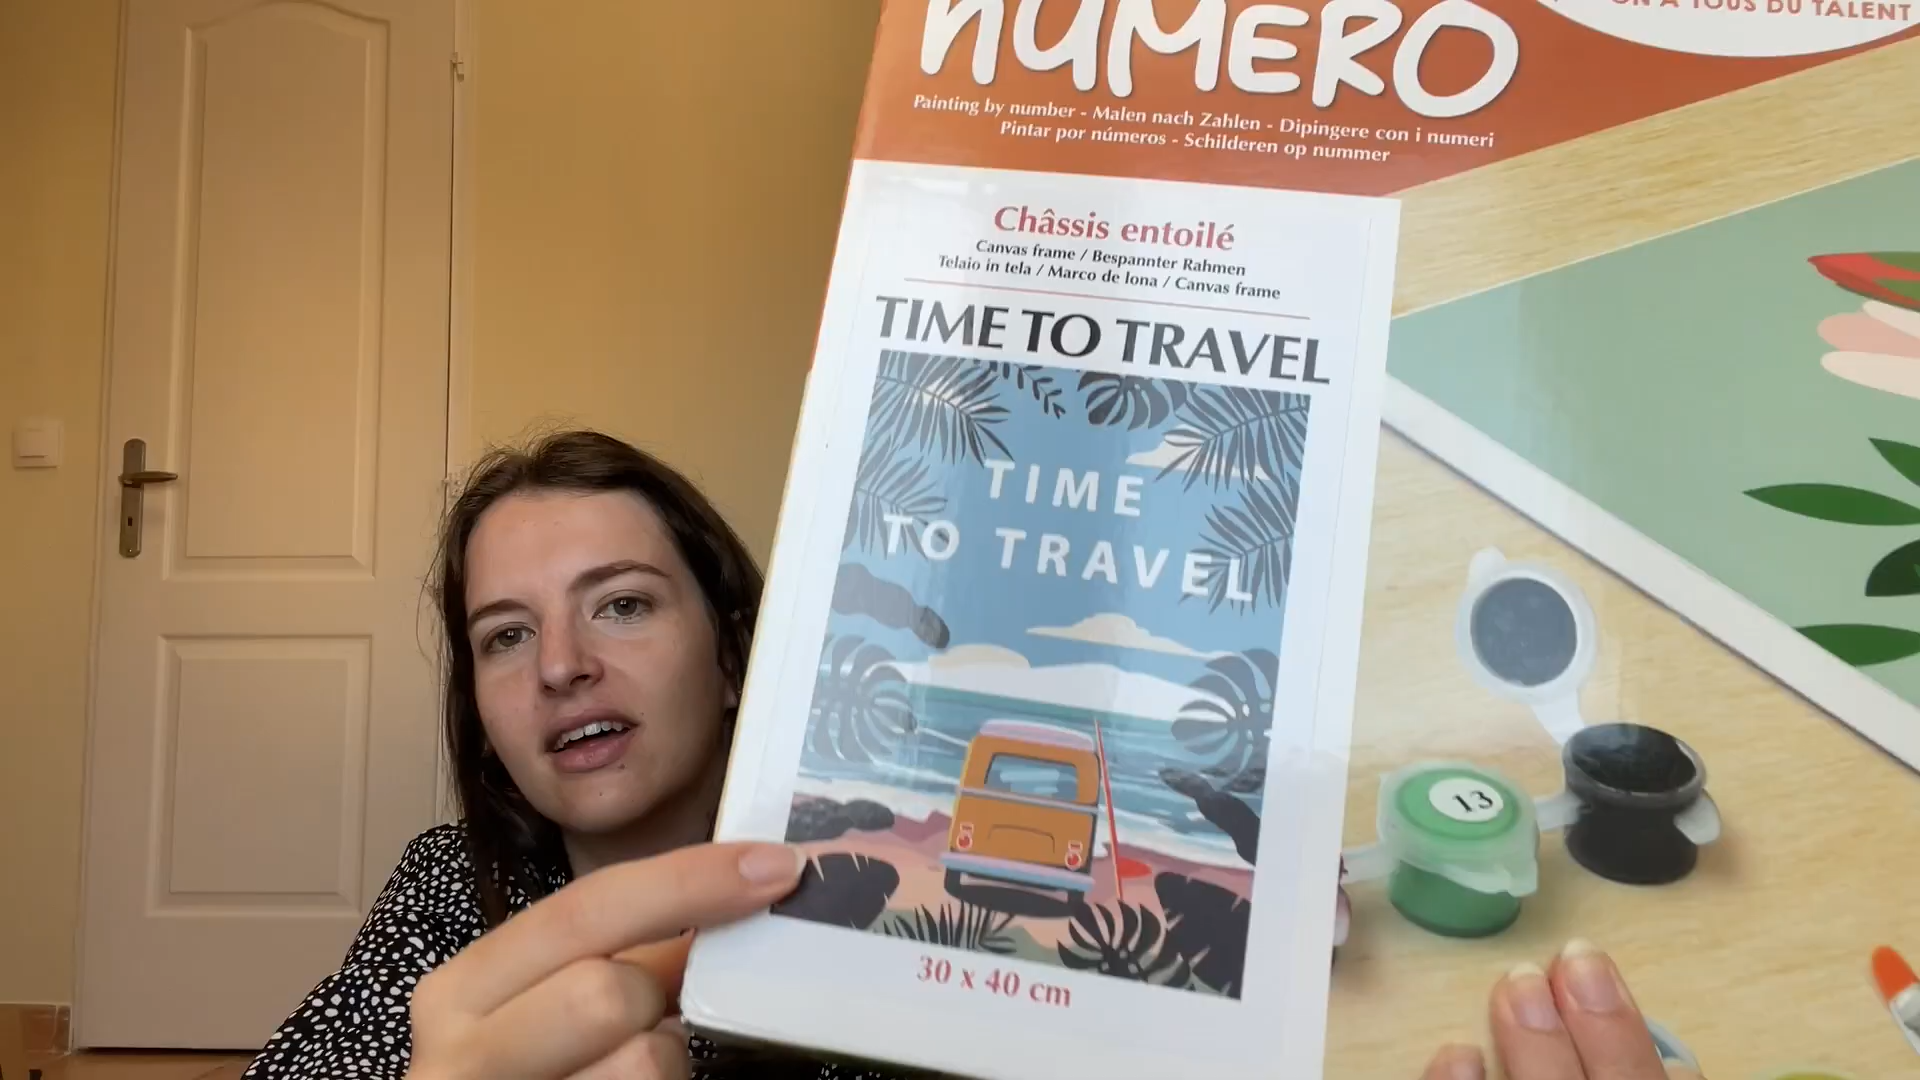 NUMERO
ON A TOUS DU TALENT
Painting by number - Malen nach Zahlen - Dipingere con i numeri
Pintar por números - Schilderen op nummer
Châssis entoilé
Canvas frame / Bespannter Rahmen
Telaio in tela / Marco de lona / Canvas frame
TIME TO TRAVEL
TIME
TO TRAVEL
30 x 40 cm
13